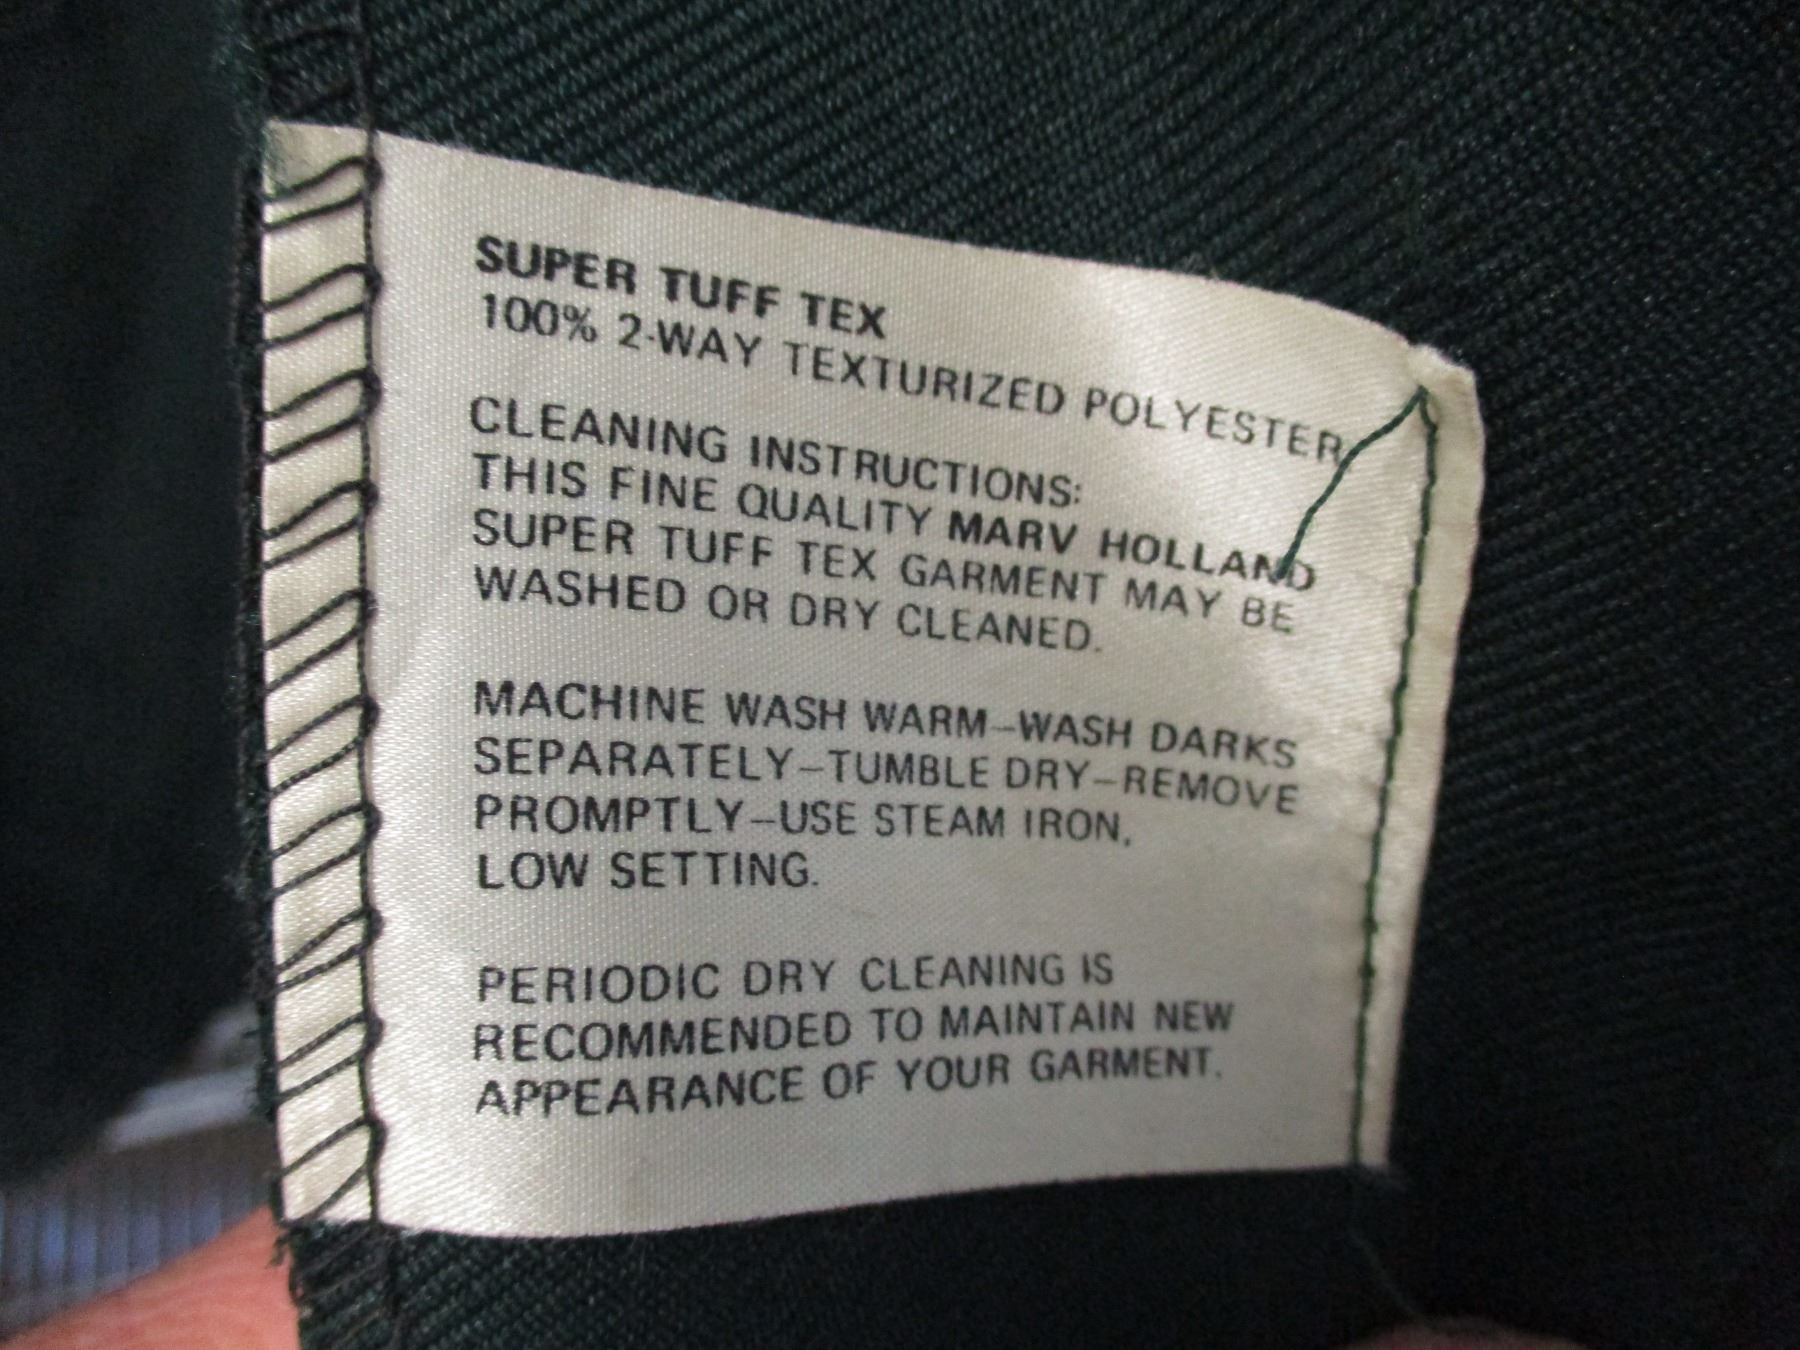 SUPER TUFF TEX
100% 2-WAY TEXTURIZED POLYESTER
CLEANING INSTRUCTIONS:
THIS FINE QUALITY MARV HOLLAND
SUPER TUFF TEX GARMENT MAY BE
WASHED OR DRY CLEANED.
MACHINE WASH WARM–WASH DARKS
SEPARATELY–TUMBLE DRY–REMOVE
PROMPTLY–USE STEAM IRON,
LOW SETTING.
PERIODIC DRY CLEANING IS
RECOMMENDED TO MAINTAIN NEW
APPEARANCE OF YOUR GARMENT.